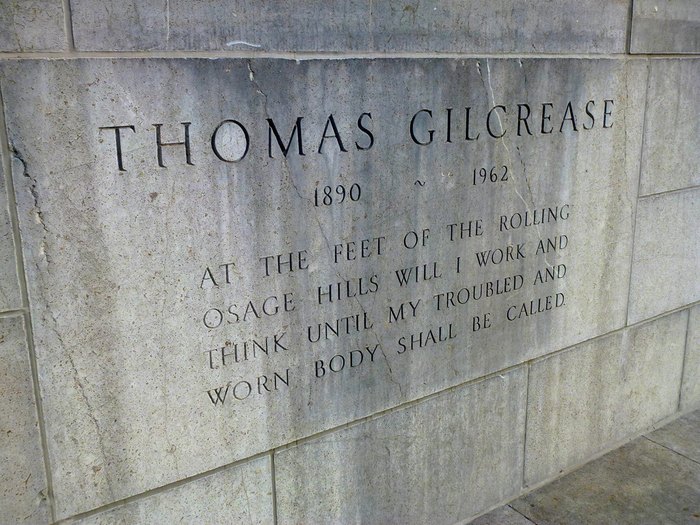 THOMAS GILCREASE
1890 ~ 1962
AT THE FEET OF THE ROLLING
OSAGE HILLS WILL I WORK AND
THINK UNTIL MY TROUBLED AND
WORN BODY SHALL BE CALLED.